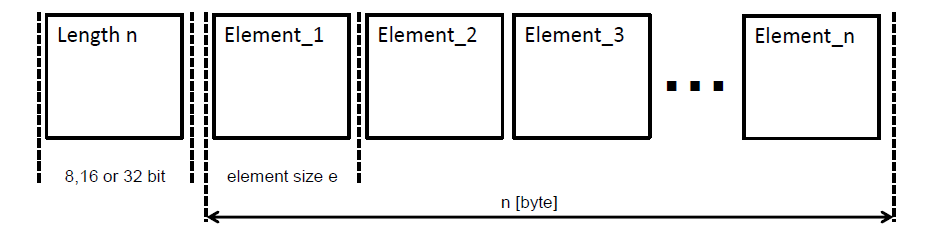 Length n
Element_1
Element_2
Element_3
Element_n
8,16 or 32 bit
element size e
n [byte]